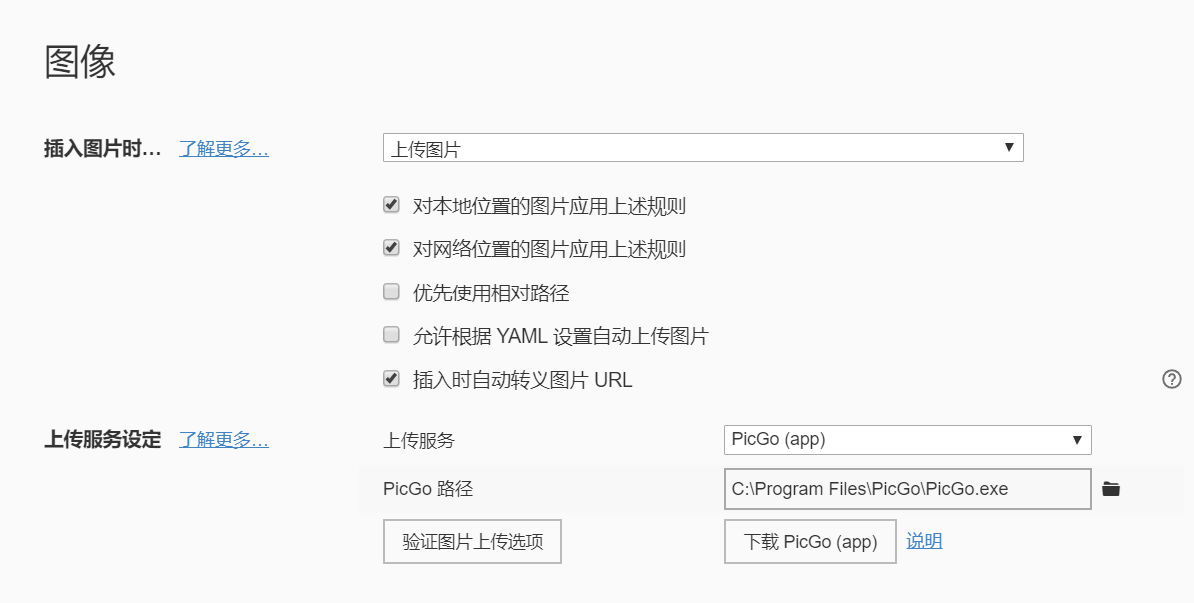 图像
插入图片时... 了解更多... 上传图片 ▼
对本地位置的图片应用上述规则
对网络位置的图片应用上述规则
优先使用相对路径
允许根据 YAML 设置自动上传图片
插入时自动转义图片 URL ?
上传服务设定 了解更多... 上传服务 PicGo (app) ▼
PicGo 路径 C:\Program Files\PicGo\PicGo.exe
验证图片上传选项 下载 PicGo (app) 说明